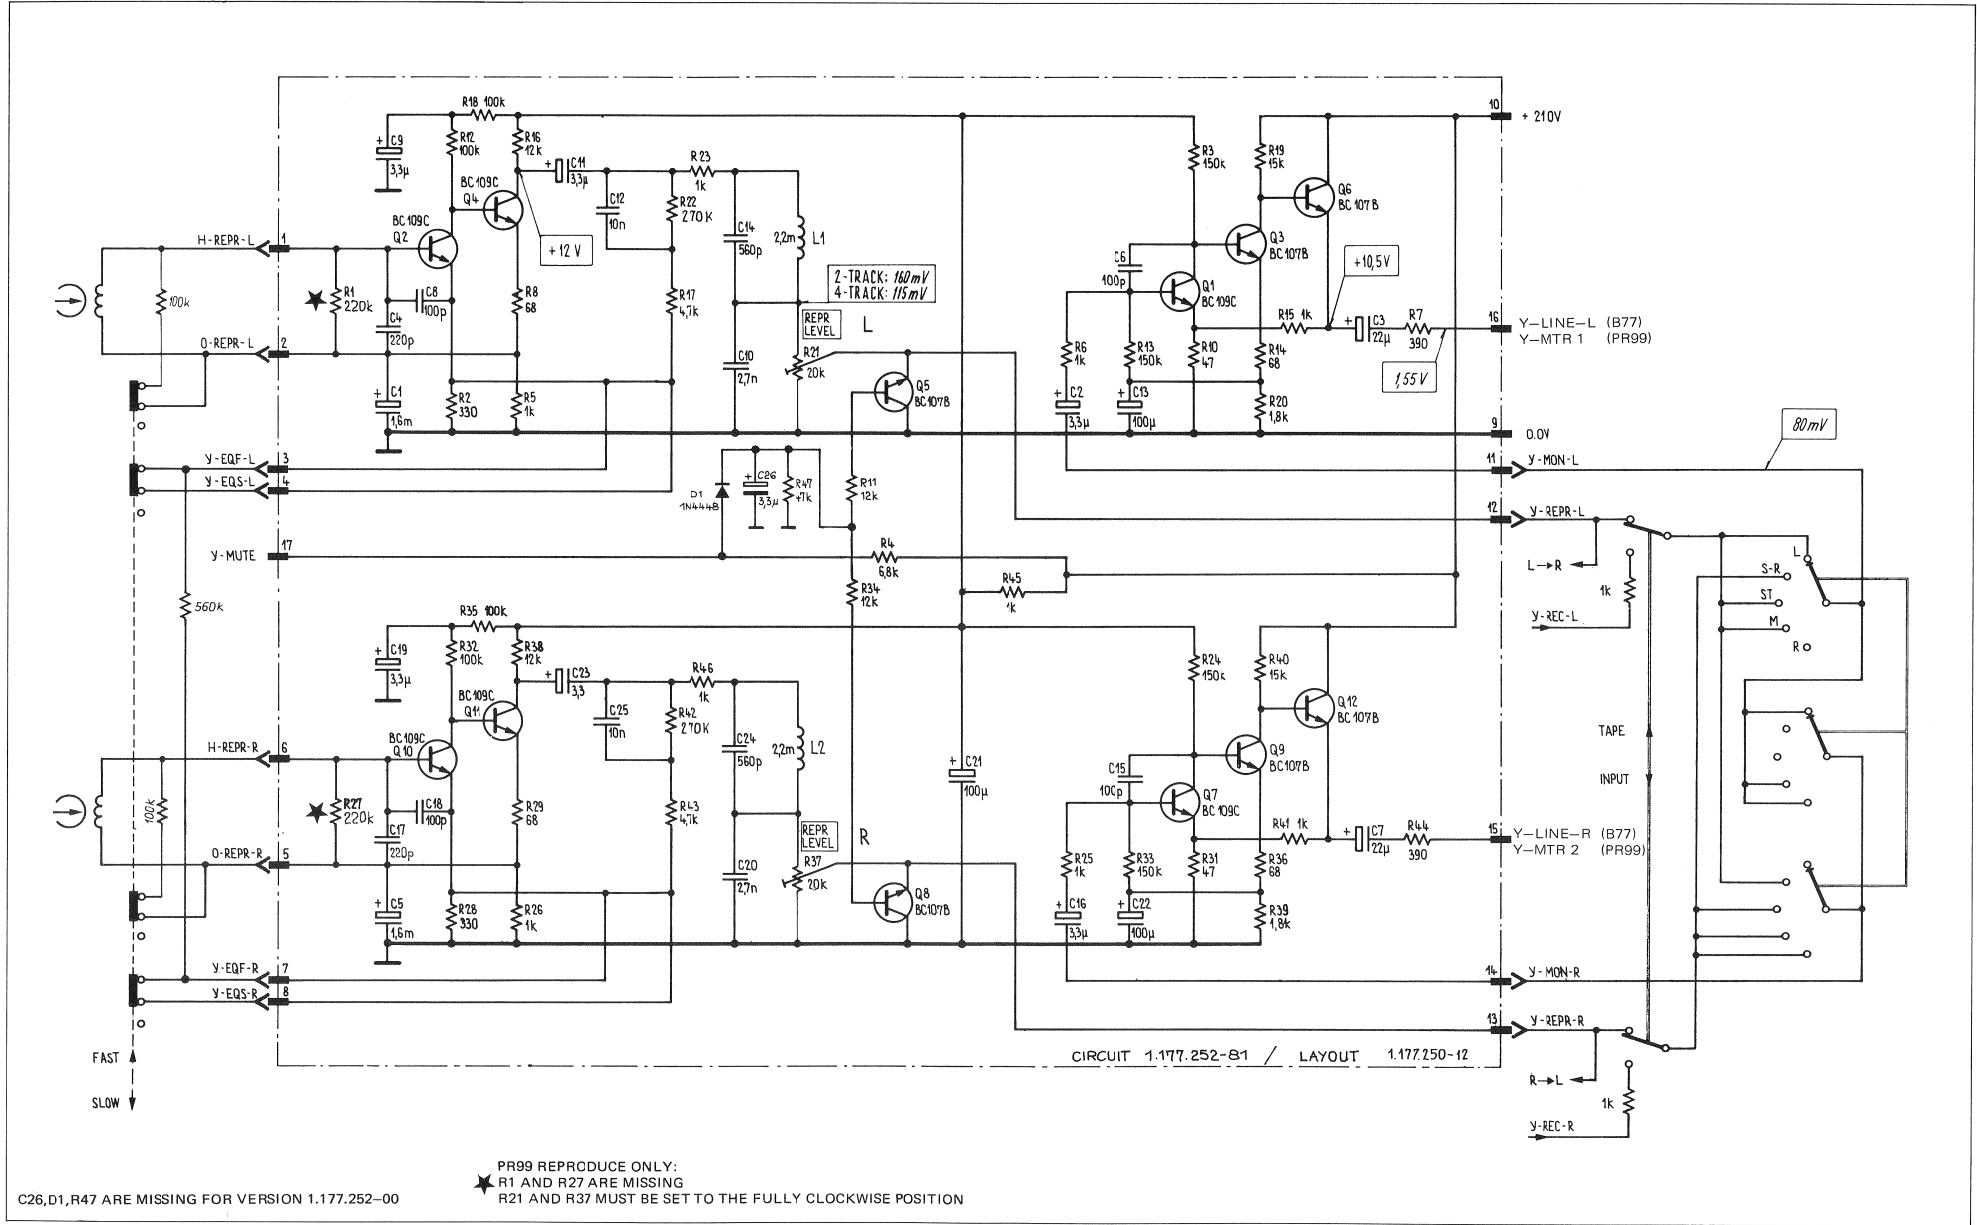 R18 100k
C9
3,3µ
R12
100k
R16
12k
C11
3,3µ
R 23
1k
BC109C
Q4
BC109C
Q2
C12
10n
R22
270K
C14
560p
2,2m
L1
+12 V
2-TRACK: 160mV
4-TRACK: 115mV
H-REPR-L
1
100k
R1
220k
C8
100p
C4
220p
R8
68
R17
4,7k
REPR
LEVEL
L
O-REPR-L
2
C10
2,7n
R21
20k
C1
1,6m
R2
330
R5
1k
Q5
BC107B
10
+ 21 0V
R3
150k
R19
15k
Q6
BC107B
Q3
BC107B
C6
100p
Q1
BC109C
+10,5V
R15 1k
C3
22µ
R7
390
16
Y-LINE-L (B77)
Y-MTR 1 (PR99)
R6
1k
R13
150k
R10
47
R14
68
1,55V
C2
3,3µ
C13
100µ
R20
1,8k
9
0.0V
80mV
Y-EQF-L
3
Y-EQS-L
4
11
Y-MON-L
D1
1N4448
C26
3,3µ
R47
47k
R11
12k
12
Y-REPR-L
Y-MUTE
17
R4
6,8k
R34
12k
R45
1k
L→R
1k
Y-REC-L
L
S-R
ST
M
R
560k
R35 100k
C19
3,3µ
R32
100k
R38
12k
C23
3,3
R46
1k
BC109C
Q11
BC109C
Q10
C25
10n
R42
270K
C24
560p
2,2m
L2
C21
100µ
H-REPR-R
6
100k
R27
220k
C18
100p
C17
220p
R29
68
R43
4,7k
REPR
LEVEL
R
O-REPR-R
5
C20
2,7n
R37
20k
C5
1,6m
R28
330
R26
1k
Q8
BC107B
R24
150k
R40
15k
Q12
BC107B
Q9
BC107B
C15
100p
Q7
BC109C
R41 1k
C7
22µ
R44
390
15
Y-LINE-R (B77)
Y-MTR 2 (PR99)
R25
1k
R33
150k
R31
47
R36
68
C16
3,3µ
C22
100µ
R39
1,8k
TAPE
INPUT
Y-EQF-R
7
Y-EQS-R
8
14
Y-MON-R
13
Y-REPR-R
R→L
1k
Y-REC-R
FAST
SLOW
CIRCUIT 1.177.252-81 / LAYOUT 1.177.250-12
PR99 REPRODUCE ONLY:
★ R1 AND R27 ARE MISSING
R21 AND R37 MUST BE SET TO THE FULLY CLOCKWISE POSITION
C26,D1,R47 ARE MISSING FOR VERSION 1.177.252-00